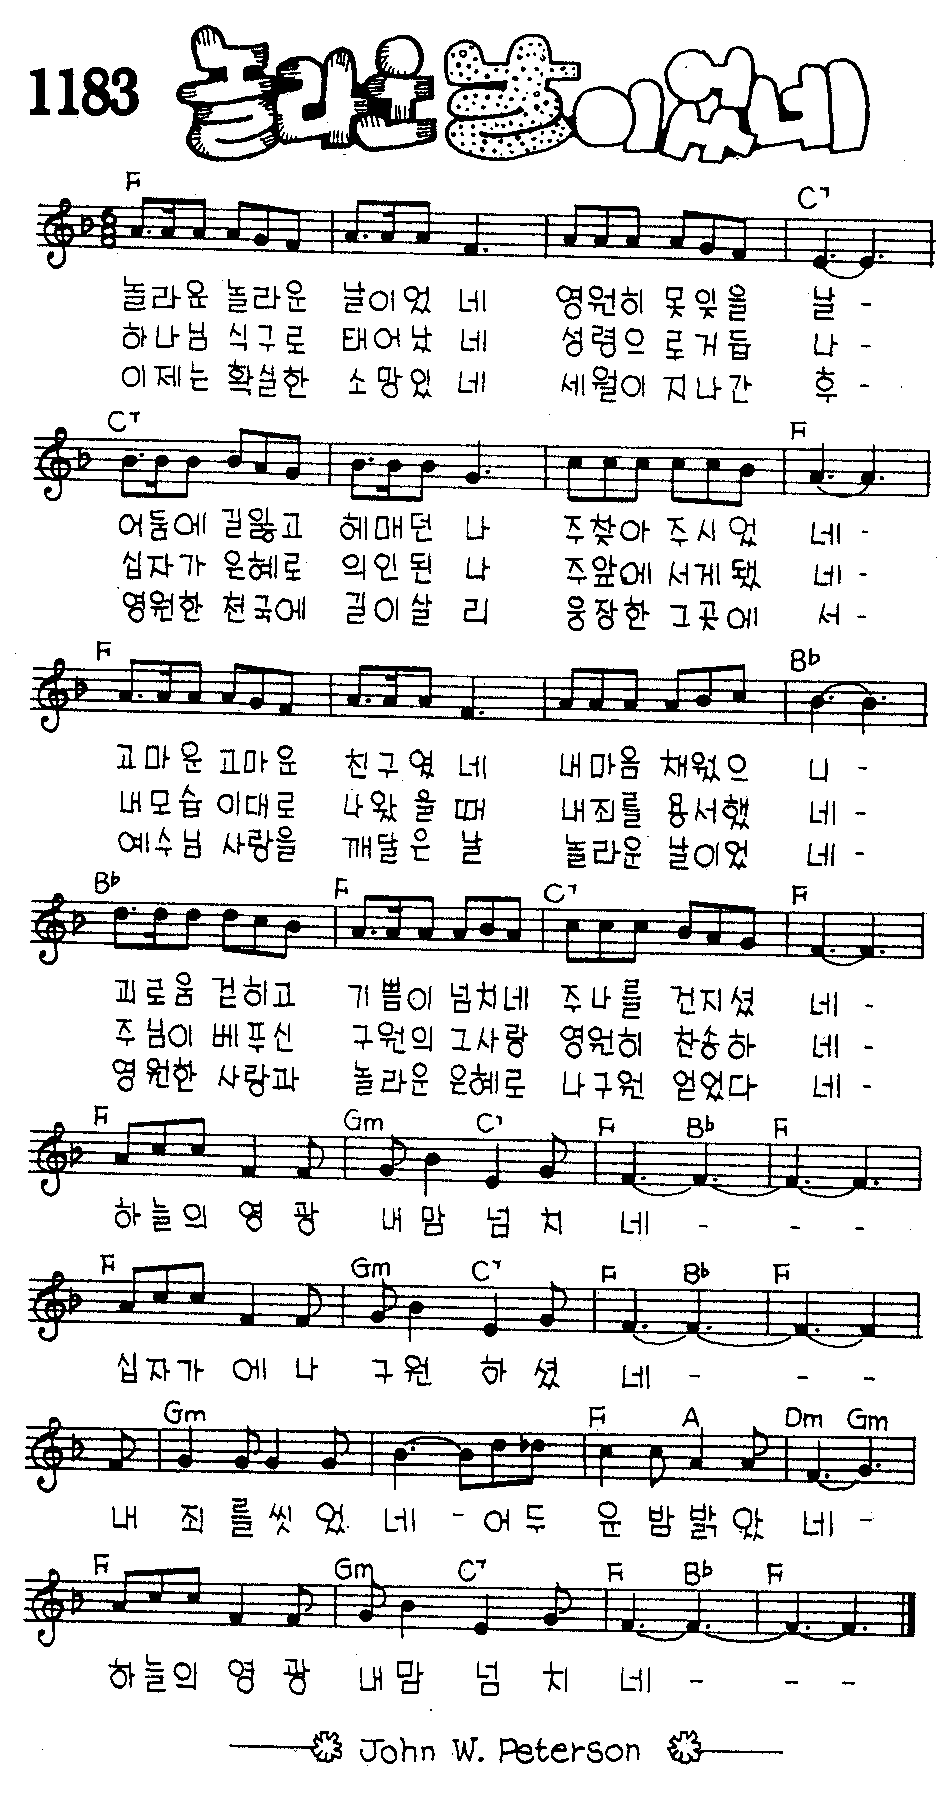 1183 놀라운 날이었네
F C7
놀라운 놀라운 날이었 네 영원히 못잊을 날 -
하나님 식구로 태어났 네 성령으 로거듭 나 -
이제는 확실한 소망있 네 세월이 지나간 후 -
C7 F
어둠에 길잃고 헤매던 나 주찾아 주시었 네 -
십자가 은혜로 의인된 나 주앞에 서게됐 네 -
영원한 천국에 길이살 리 웅장한 그곳에 서 -
F B♭
고마운 고마운 친구였 네 내마음 채웠으 니 -
내모습 이대로 나왔 을 때 내죄를 용서했 네 -
예수님 사랑을 깨달은 날 놀라운 날이었 네 -
B♭ F C7 F
괴로움 걷히고 기쁨이 넘치네 주나를 건지셨 네 -
주님이 베푸신 구원의 그사랑 영원히 찬송하 네 -
영원한 사랑과 놀라운 은혜로 나구원 얻었다 네 -
F Gm C7 F B♭ F
하늘의 영 광 내맘 넘 치 네 - - -
F Gm C7 F B♭ F
십자가 에 나 구원 하 셨 네 - - -
Gm F A Dm Gm
내 죄 를 씻 었 네 - 어 두 운 밤 밝 았 네 -
F Gm C7 F B♭ F
하늘의 영 광 내맘 넘 치 네 - - -
John W. Peterson